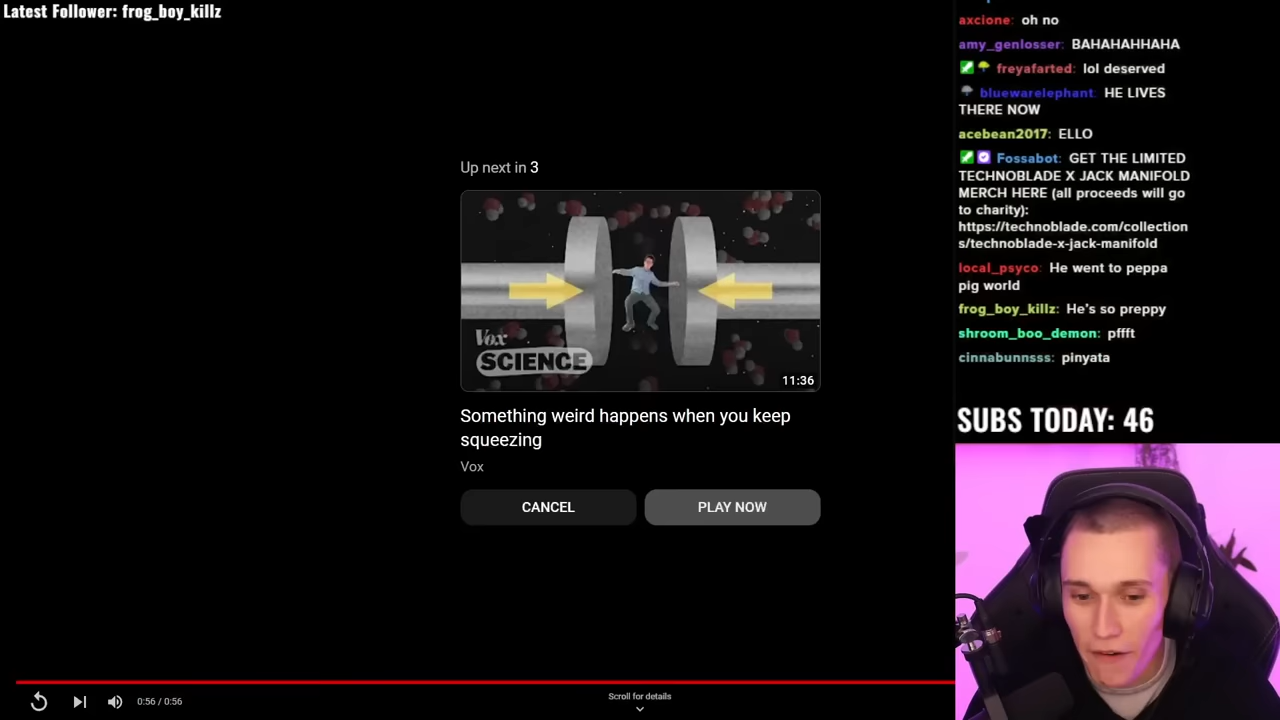 Latest Follower: frog_boy_killz
Up next in 3
Vox
SCIENCE
11:36
Something weird happens when you keep
squeezing
Vox
CANCEL
PLAY NOW
0:56 / 0:56
Scroll for details
axcione: oh no
amy_genlosser: BAHAHAHHAHA
freyafarted: lol deserved
bluewarelephant: HE LIVES
THERE NOW
acebean2017: ELLO
Fossabot: GET THE LIMITED
TECHNOBLADE X JACK MANIFOLD
MERCH HERE (all proceeds will go
to charity):
https://technoblade.com/collection
s/technoblade-x-jack-manifold
local_psyco: He went to peppa
pig world
frog_boy_killz: He's so preppy
shroom_boo_demon: pffft
cinnabunnsss: pinyata
SUBS TODAY: 46